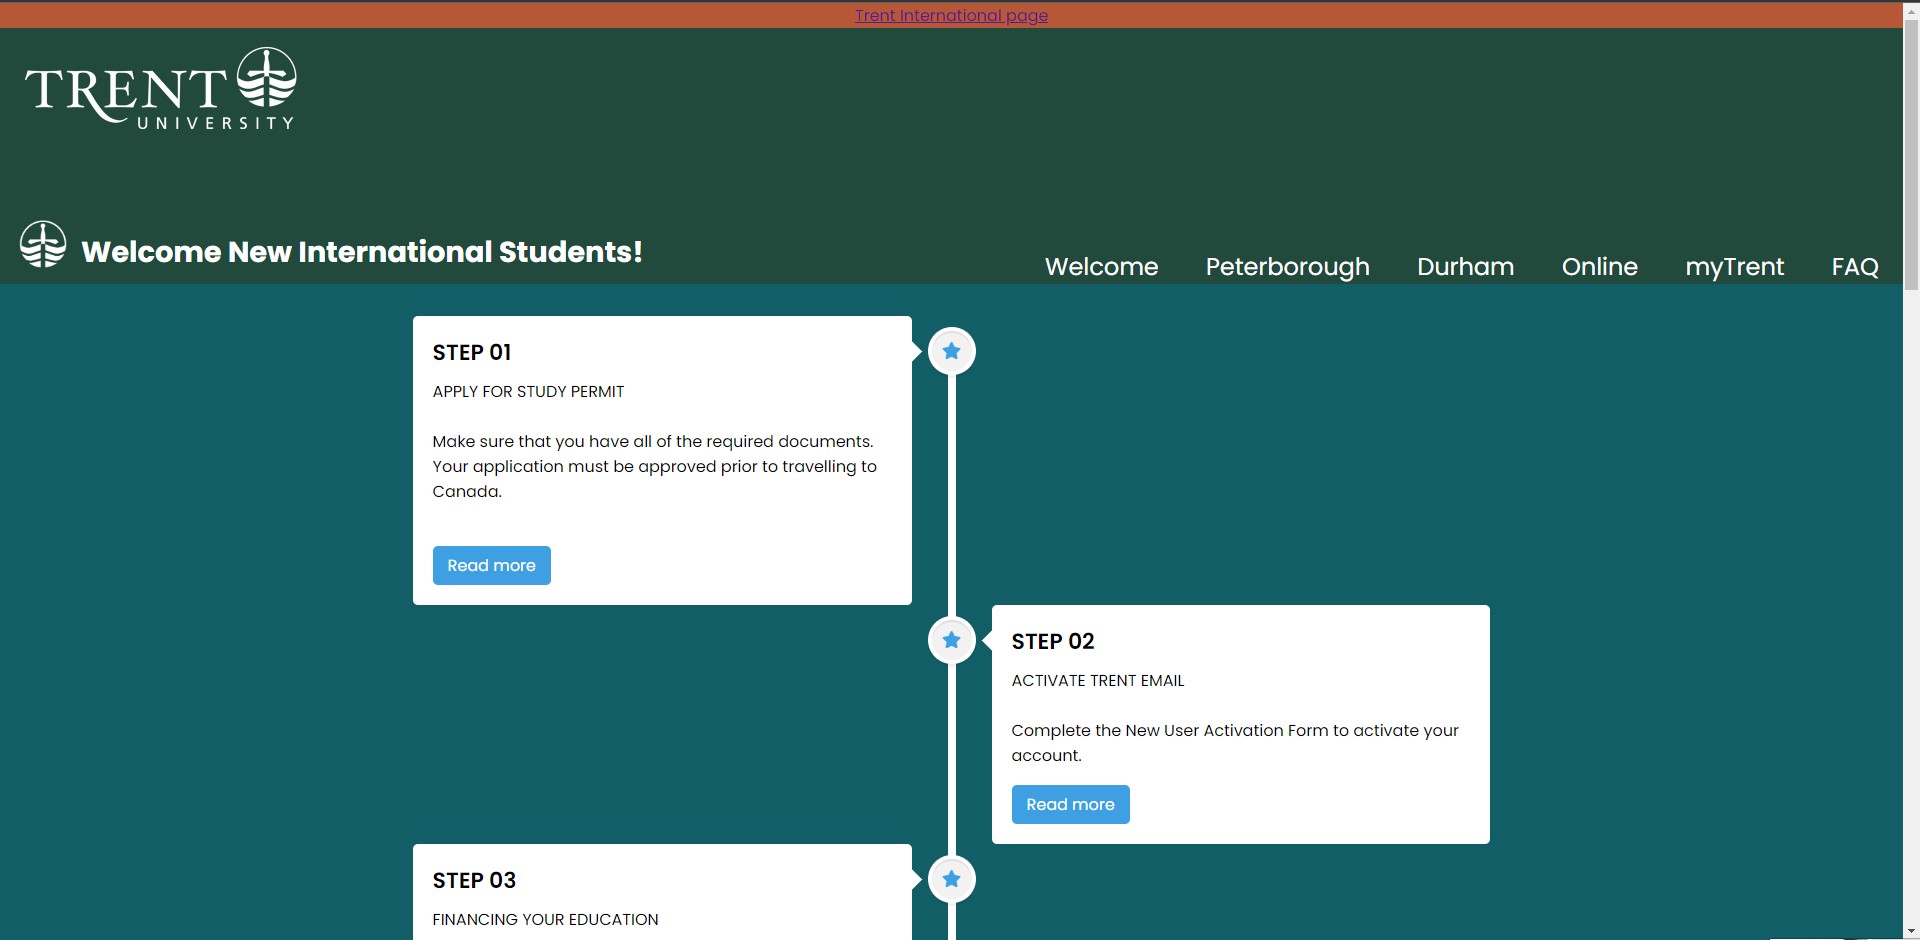 Trent International page
TRENT
UNIVERSITY
Welcome New International Students!
Welcome
Peterborough
Durham
Online
myTrent
FAQ
STEP 01
APPLY FOR STUDY PERMIT
Make sure that you have all of the required documents.
Your application must be approved prior to travelling to
Canada.
Read more
STEP 02
ACTIVATE TRENT EMAIL
Complete the New User Activation Form to activate your
account.
Read more
STEP 03
FINANCING YOUR EDUCATION